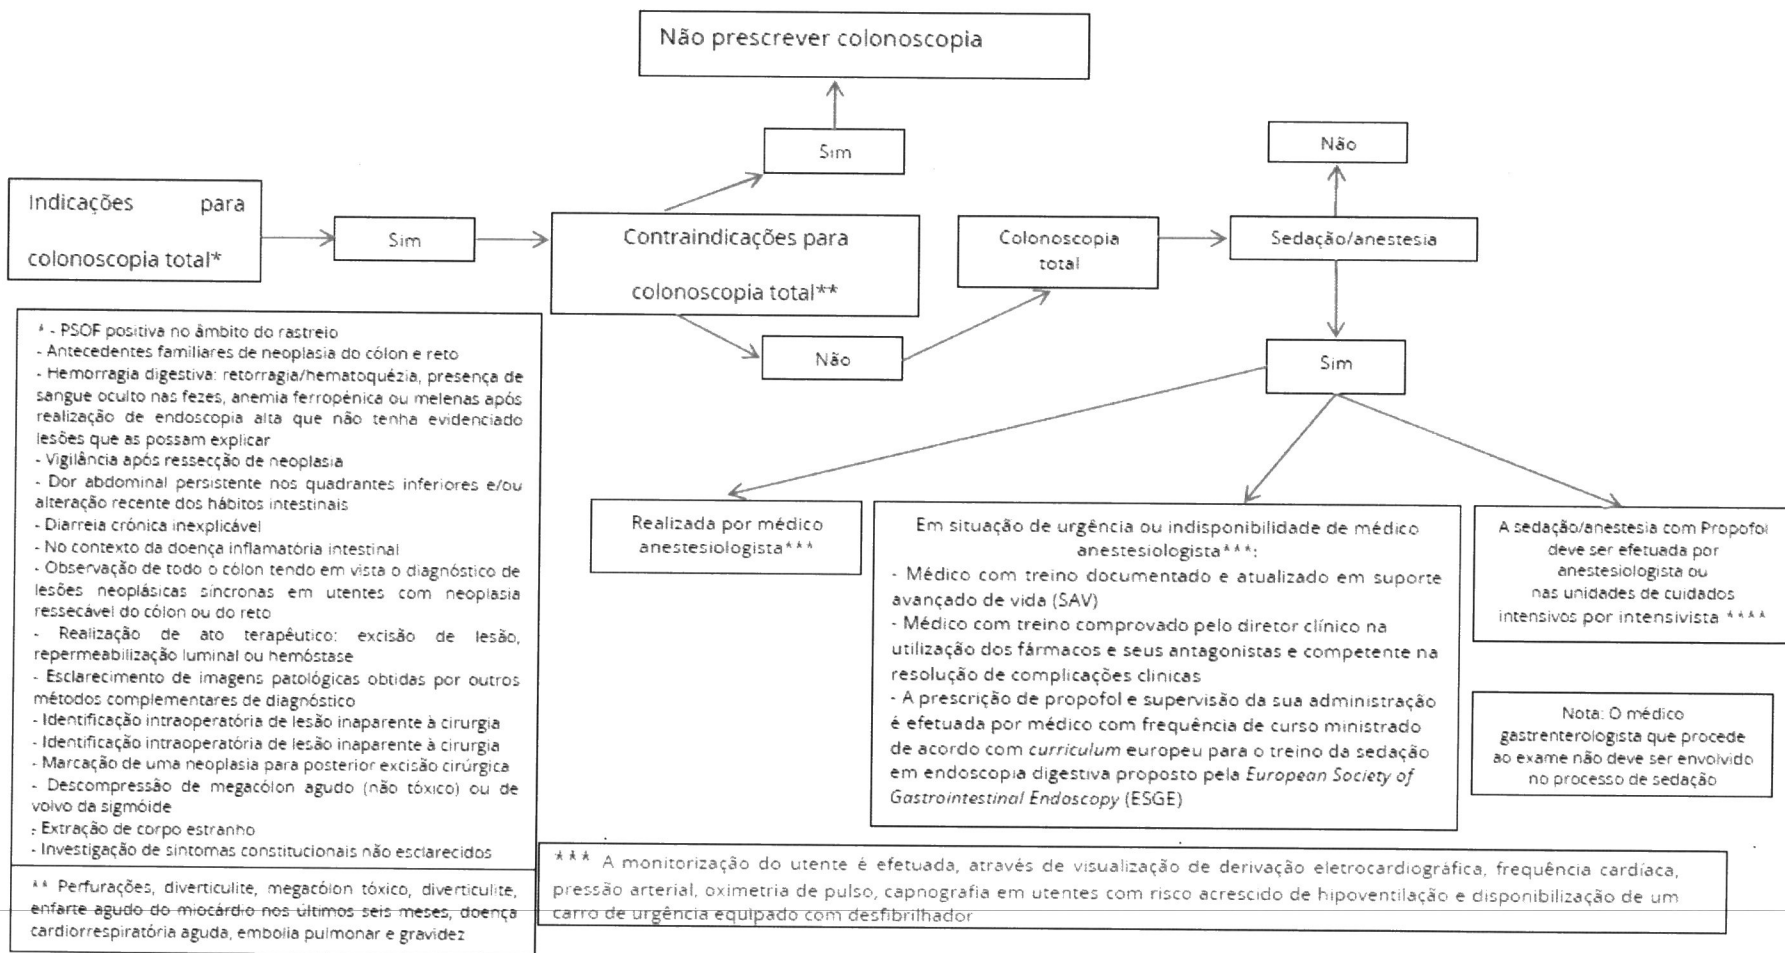 Não prescrever colonoscopia
Sim
Não
Indicações para
colonoscopia total*
Sim
Contraindicações para
colonoscopia total**
Colonoscopia
total
Sedação/anestesia
Não
Sim
* - PSOF positiva no âmbito do rastreio
- Antecedentes familiares de neoplasia do cólon e reto
- Hemorragia digestiva: retorragia/hematoquézia, presença de
sangue oculto nas fezes, anemia ferropénica ou melenas após
realização de endoscopia alta que não tenha evidenciado
lesões que as possam explicar
- Vigilância após ressecção de neoplasia
- Dor abdominal persistente nos quadrantes inferiores e/ou
alteração recente dos hábitos intestinais
- Diarreia crónica inexplicável
- No contexto da doença inflamatória intestinal
- Observação de todo o cólon tendo em vista o diagnóstico de
lesões neoplásicas síncronas em utentes com neoplasia
ressecável do cólon ou do reto
- Realização de ato terapêutico: excisão de lesão,
repermeabilização luminal ou hemóstase
- Esclarecimento de imagens patológicas obtidas por outros
métodos complementares de diagnóstico
- Identificação intraoperatória de lesão inaparente à cirurgia
- Identificação intraoperatória de lesão inaparente à cirurgia
- Marcação de uma neoplasia para posterior excisão cirúrgica
- Descompressão de megacólon agudo (não tóxico) ou de
volvo da sigmóide
- Extração de corpo estranho
- Investigação de sintomas constitucionais não esclarecidos
** Perfurações, diverticulite, megacólon tóxico, diverticulite,
enfarte agudo do miocárdio nos últimos seis meses, doença
cardiorrespiratória aguda, embolia pulmonar e gravidez
Realizada por médico
anestesiologista***
Em situação de urgência ou indisponibilidade de médico
anestesiologista***:
- Médico com treino documentado e atualizado em suporte
avançado de vida (SAV)
- Médico com treino comprovado pelo diretor clínico na
utilização dos fármacos e seus antagonistas e competente na
resolução de complicações clinicas
- A prescrição de propofol e supervisão da sua administração
é efetuada por médico com frequência de curso ministrado
de acordo com curriculum europeu para o treino da sedação
em endoscopia digestiva proposto pela European Society of
Gastrointestinal Endoscopy (ESGE)
A sedação/anestesia com Propofol
deve ser efetuada por
anestesiologista ou
nas unidades de cuidados
intensivos por intensivista ****
Nota: O médico
gastrenterologista que procede
ao exame não deve ser envolvido
no processo de sedação
*** A monitorização do utente é efetuada, através de visualização de derivação eletrocardiográfica, frequência cardíaca,
pressão arterial, oximetria de pulso, capnografia em utentes com risco acrescido de hipoventilação e disponibilização de um
carro de urgência equipado com desfibrilhador